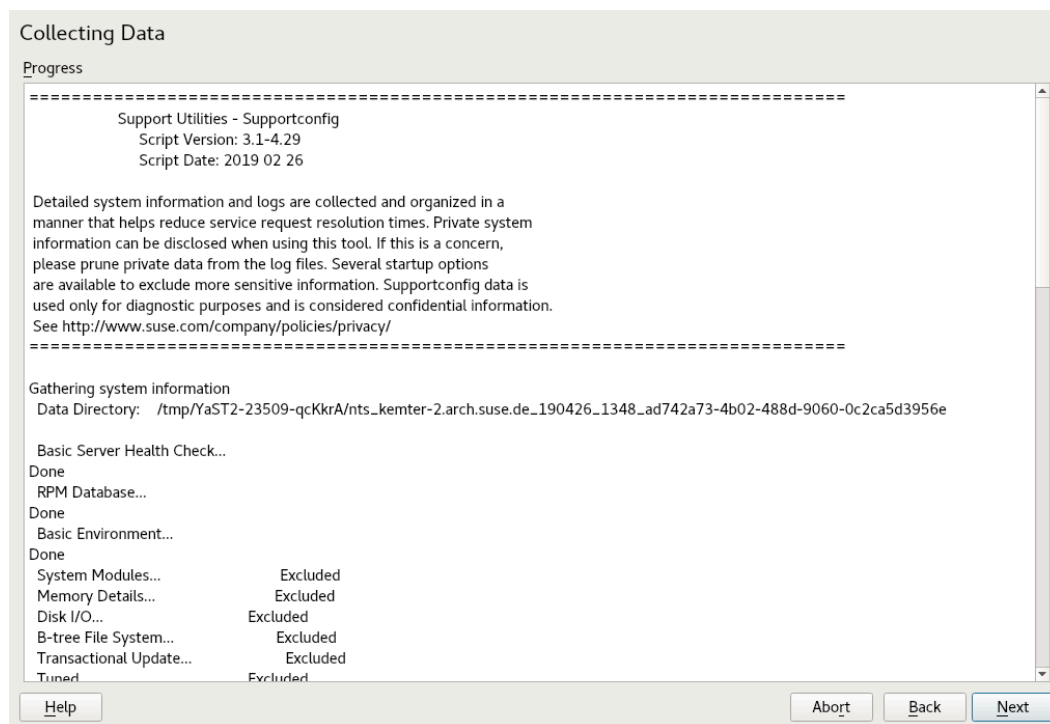 Collecting Data
Progress
=============================================================================
Support Utilities - Supportconfig
Script Version: 3.1-4.29
Script Date: 2019 02 26
Detailed system information and logs are collected and organized in a
manner that helps reduce service request resolution times. Private system
information can be disclosed when using this tool. If this is a concern,
please prune private data from the log files. Several startup options
are available to exclude more sensitive information. Supportconfig data is
used only for diagnostic purposes and is considered confidential information.
See http://www.suse.com/company/policies/privacy/
=============================================================================
Gathering system information
Data Directory: /tmp/YaST2-23509-qcKkrA/nts_kemter-2.arch.suse.de_190426_1348_ad742a73-4b02-488d-9060-0c2ca5d3956e
Basic Server Health Check...
Done
RPM Database...
Done
Basic Environment...
Done
System Modules... Excluded
Memory Details... Excluded
Disk I/O... Excluded
B-tree File System... Excluded
Transactional Update... Excluded
Tuned Excluded
Help Abort Back Next